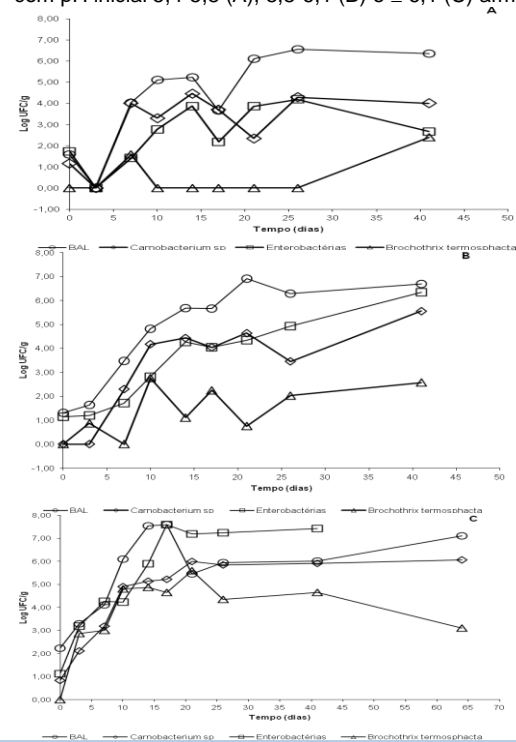 com pH inicial 5,4-5,8 (A), 5,8-6,1 (B) e ≥ 6,1 (C)
A
8,00
7,00
6,00
5,00
4,00
3,00
2,00
1,00
0,00
-1,00
Log UFC/g
0 5 10 15 20 25 30 35 40 45 50
Tempo (dias)
BAL Carnobacterium sp Enterobactérias Brochothrix termosphacta
B
8,00
7,00
6,00
5,00
4,00
3,00
2,00
1,00
0,00
-1,00
Log UFC/g
0 5 10 15 20 25 30 35 40 45 50
Tempo (dias)
BAL Carnobacterium sp Enterobactérias Brochothrix termosphacta
C
8,00
7,00
6,00
5,00
4,00
3,00
2,00
1,00
0,00
Log UFC/g
0 5 10 15 20 25 30 35 40 45 50 55 60 65 70
Tempo (dias)
BAL Carnobacterium sp Enterobactérias Brochothrix termosphacta